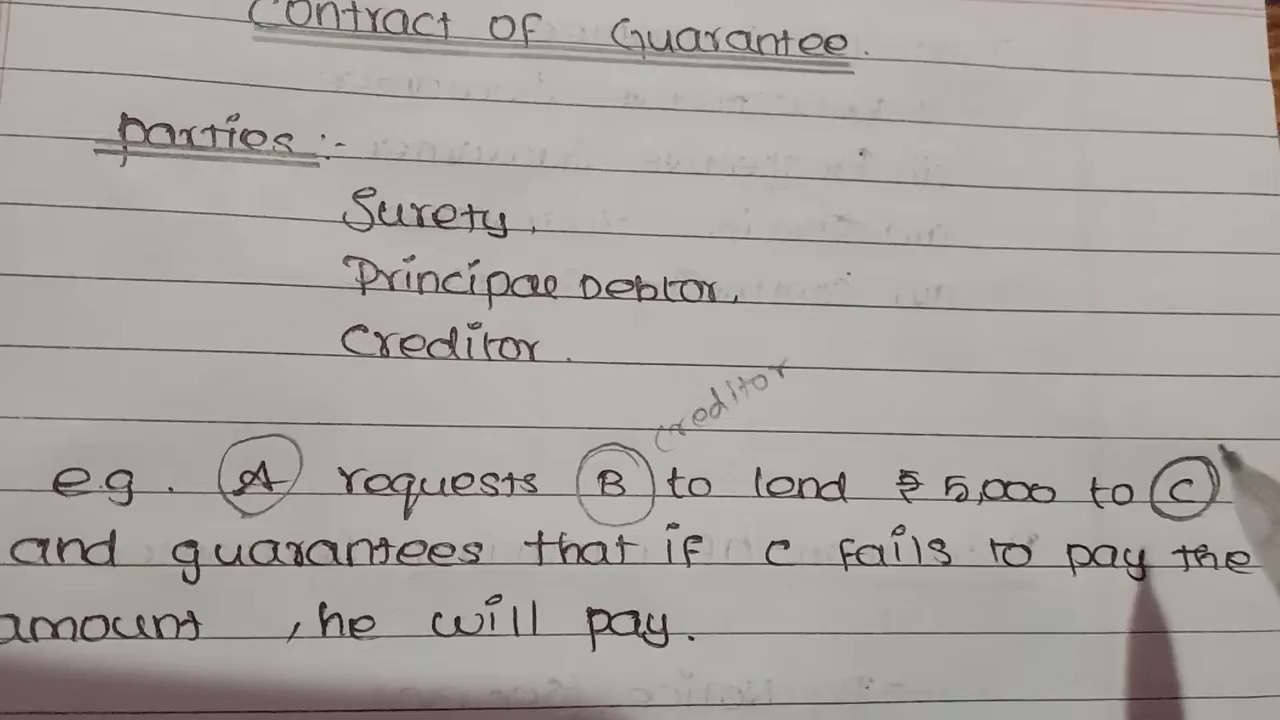 Contract of Guarantee.
Parties :-
Surety,
Principal Debtor,
Creditor.
creditor
e.g. A requests B to lend ₹ 5,000 to C
and guarantees that if C fails to pay the
amount, he will pay.